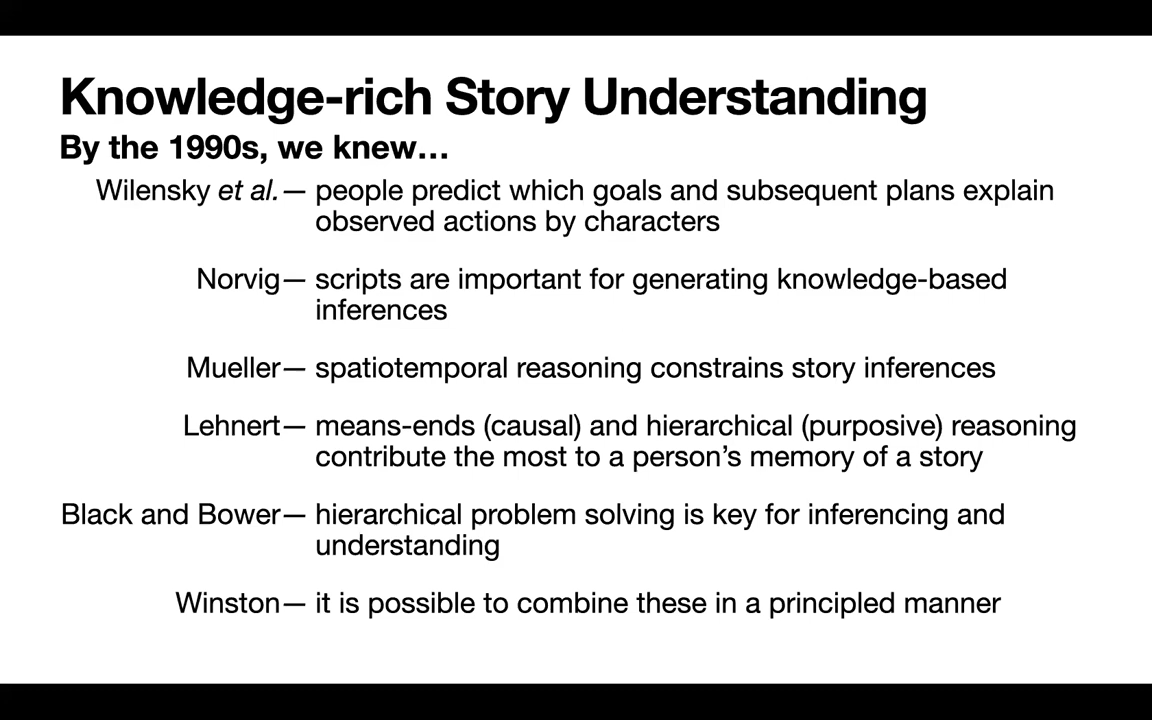 Knowledge-rich Story Understanding
By the 1990s, we knew…
Wilensky et al.— people predict which goals and subsequent plans explain
observed actions by characters
Norvig— scripts are important for generating knowledge-based
inferences
Mueller— spatiotemporal reasoning constrains story inferences
Lehnert— means-ends (causal) and hierarchical (purposive) reasoning
contribute the most to a person’s memory of a story
Black and Bower— hierarchical problem solving is key for inferencing and
understanding
Winston— it is possible to combine these in a principled manner